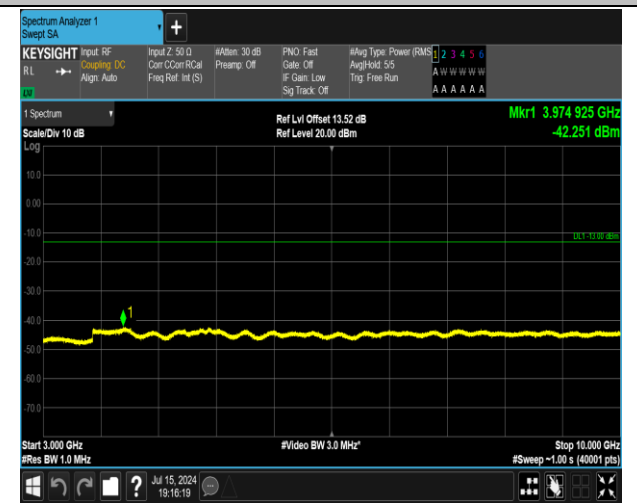 Spectrum Analyzer 1
Swept SA
+
KEYSIGHT
RL
LW
Input: RF
Coupling: DC
Align: Auto
Input Z: 50 Ω
Corr CCorr RCal
Freq Ref: Int (S)
#Atten: 30 dB
Preamp: Off
PNO: Fast
Gate: Off
IF Gain: Low
Sig Track: Off
#Avg Type: Power (RMS
Avg|Hold: 5/5
Trig: Free Run
1 2 3 4 5 6
A W W W W W
A A A A A A
1 Spectrum
Scale/Div 10 dB
Ref Lvl Offset 13.52 dB
Ref Level 20.00 dBm
Mkr1 3.974 925 GHz
-42.251 dBm
Log
10.0
0.00
-10.0
DL1 -13.00 dBm
-20.0
-30.0
1
-40.0
-50.0
-60.0
-70.0
Start 3.000 GHz
#Res BW 1.0 MHz
#Video BW 3.0 MHz*
Stop 10.000 GHz
#Sweep ~1.00 s (40001 pts)
?
Jul 15, 2024
19:16:19